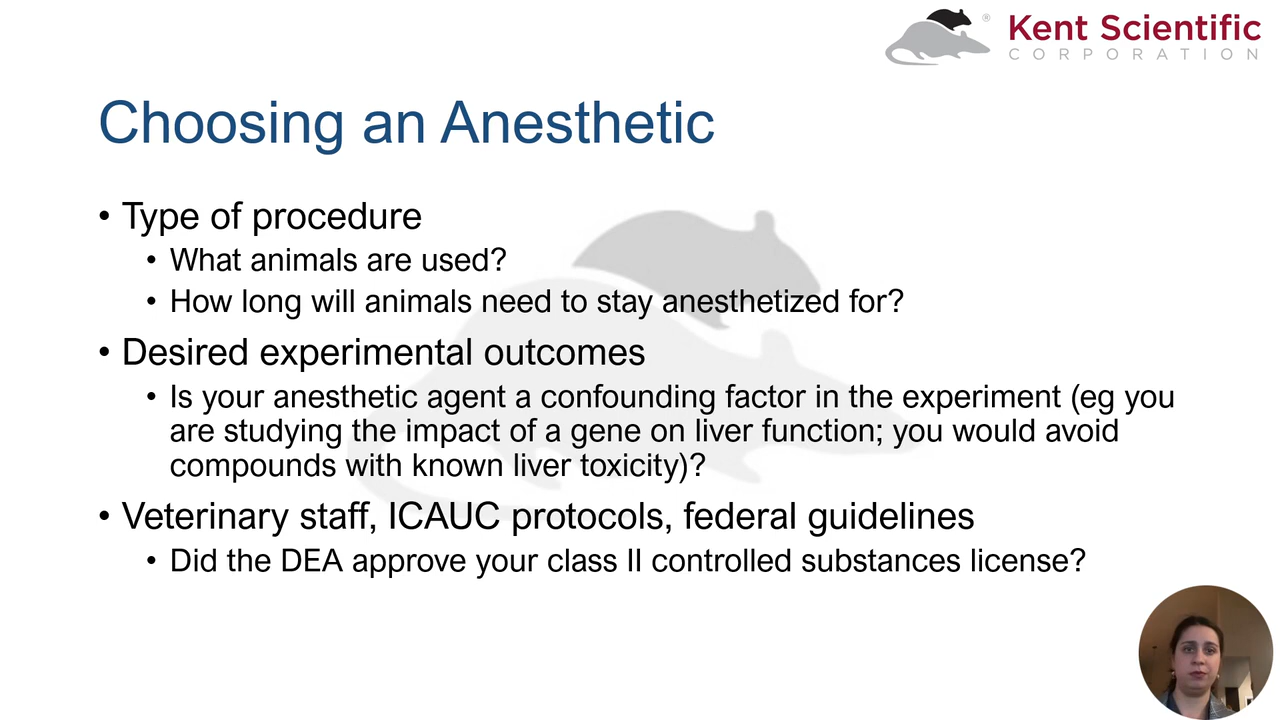 Kent Scientific
CORPORATION
®
Choosing an Anesthetic
• Type of procedure
• What animals are used?
• How long will animals need to stay anesthetized for?
• Desired experimental outcomes
• Is your anesthetic agent a confounding factor in the experiment (eg you
are studying the impact of a gene on liver function; you would avoid
compounds with known liver toxicity)?
• Veterinary staff, ICAUC protocols, federal guidelines
• Did the DEA approve your class II controlled substances license?